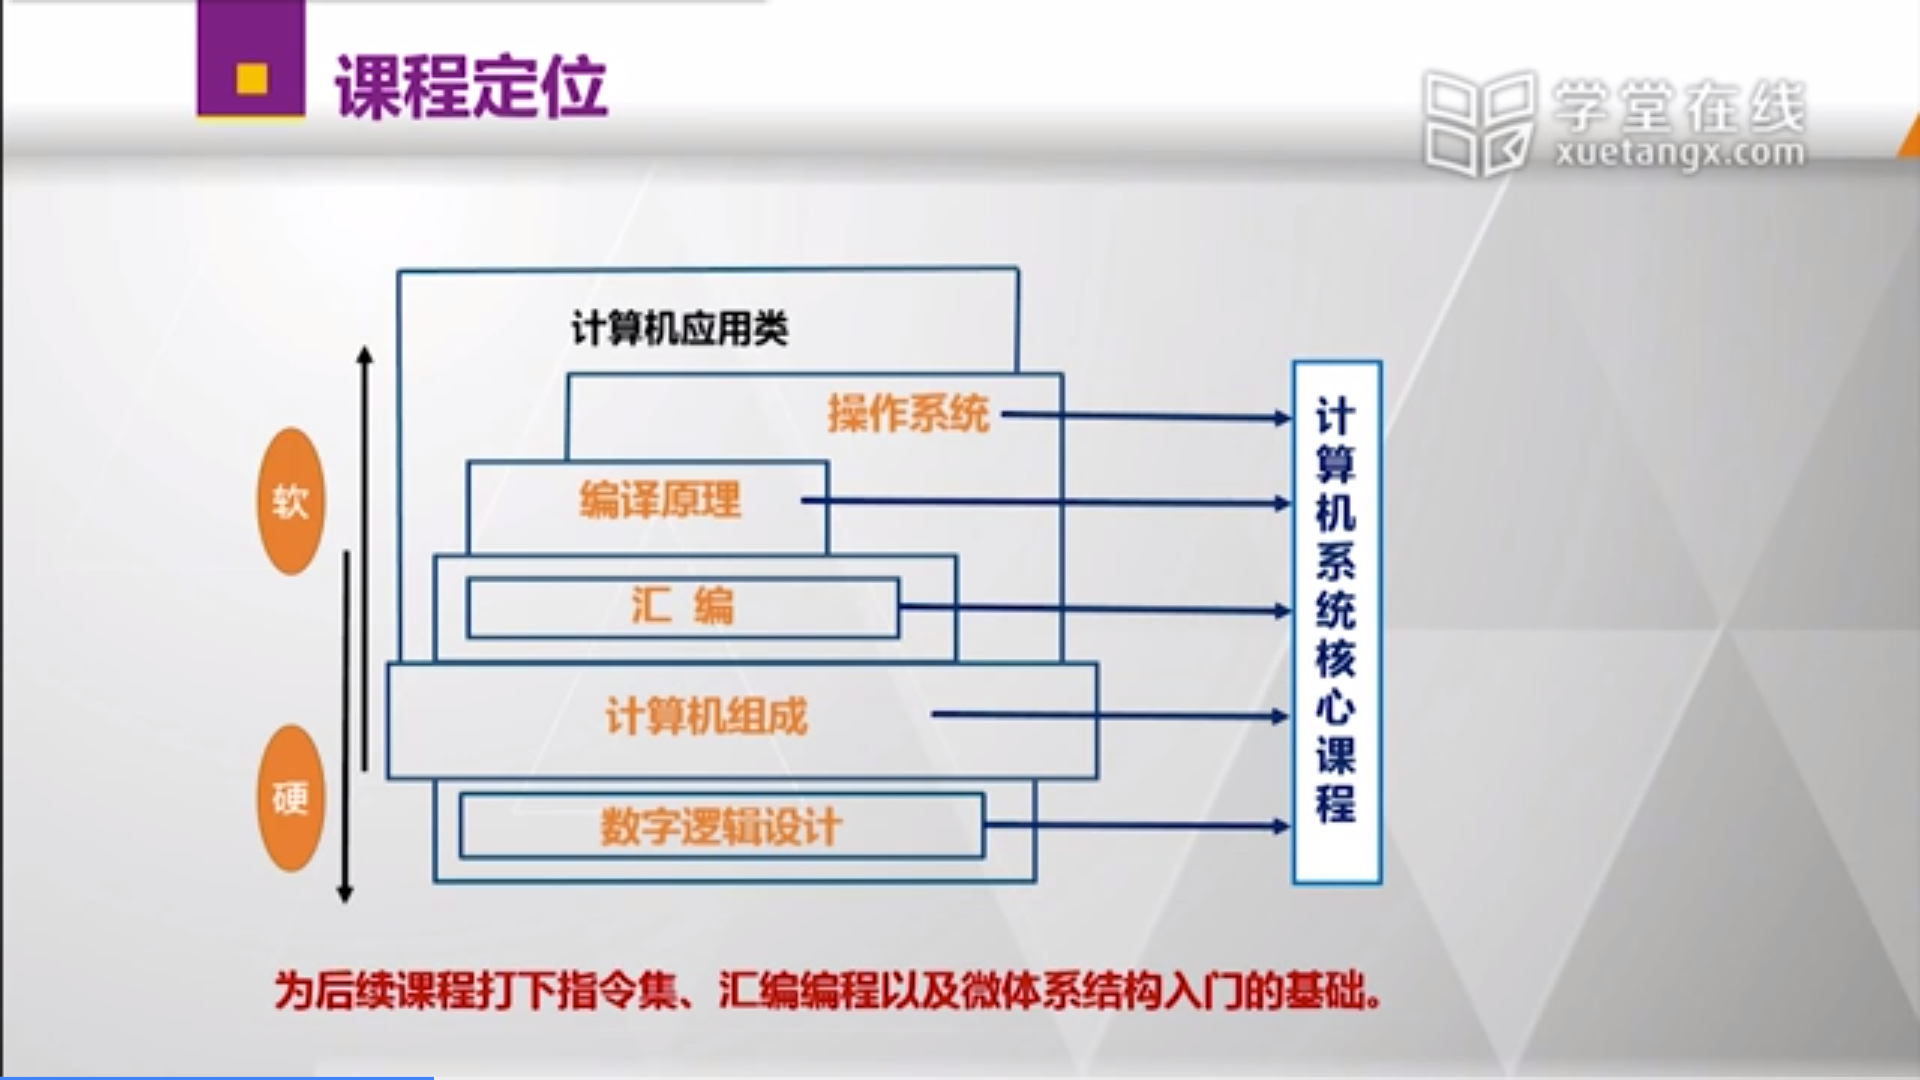 课程定位
学堂在线
xuetangx.com
计算机应用类
操作系统
编译原理
汇 编
计算机组成
数字逻辑设计
软
硬
计算机系统核心课程
为后续课程打下指令集、汇编编程以及微体系结构入门的基础。